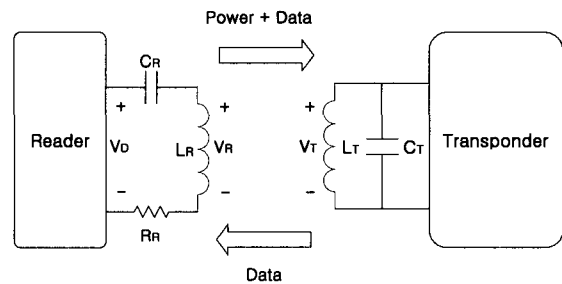 Power + Data
CR
+ + +
Reader VD LR VR VT LT CT Transponder
− − −
RR
Data